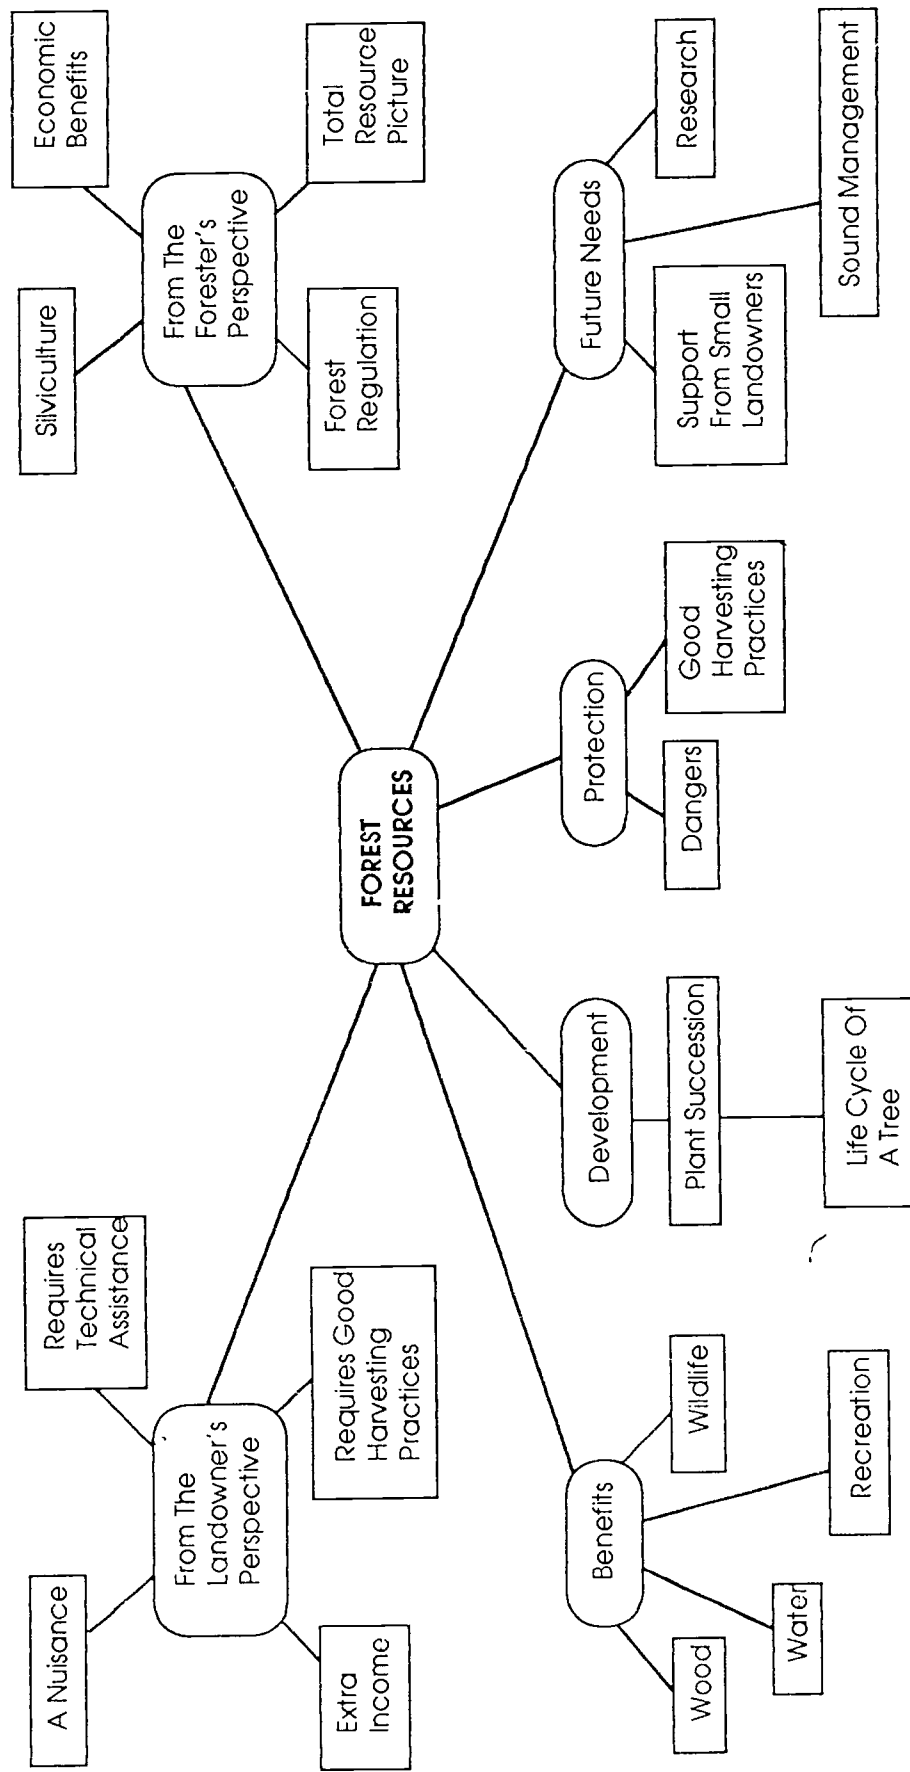 A Nuisance
Requires
Technical
Assistance
From The
Landowner's
Perspective
Extra
Income
Requires Good
Harvesting
Practices
Silviculture
Economic
Benefits
From The
Forester's
Perspective
Forest
Regulation
Total
Resource
Picture
FOREST
RESOURCES
Benefits
Wood
Water
Recreation
Wildlife
Development
Plant Succession
Life Cycle Of
A Tree
Protection
Dangers
Good
Harvesting
Practices
Future Needs
Support
From Small
Landowners
Sound Management
Research